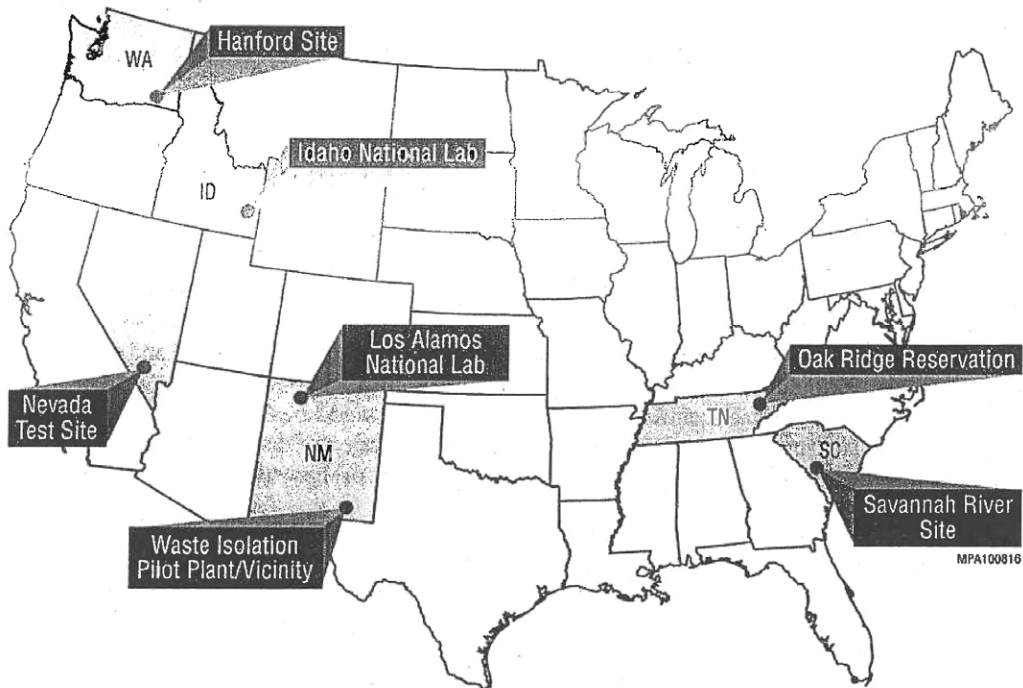 WA
Hanford Site
Idaho National Lab
ID
Los Alamos
National Lab
Oak Ridge Reservation
Nevada
Test Site
TN
NM
SC
Savannah River
Site
Waste Isolation
Pilot Plant/Vicinity
MPA100816